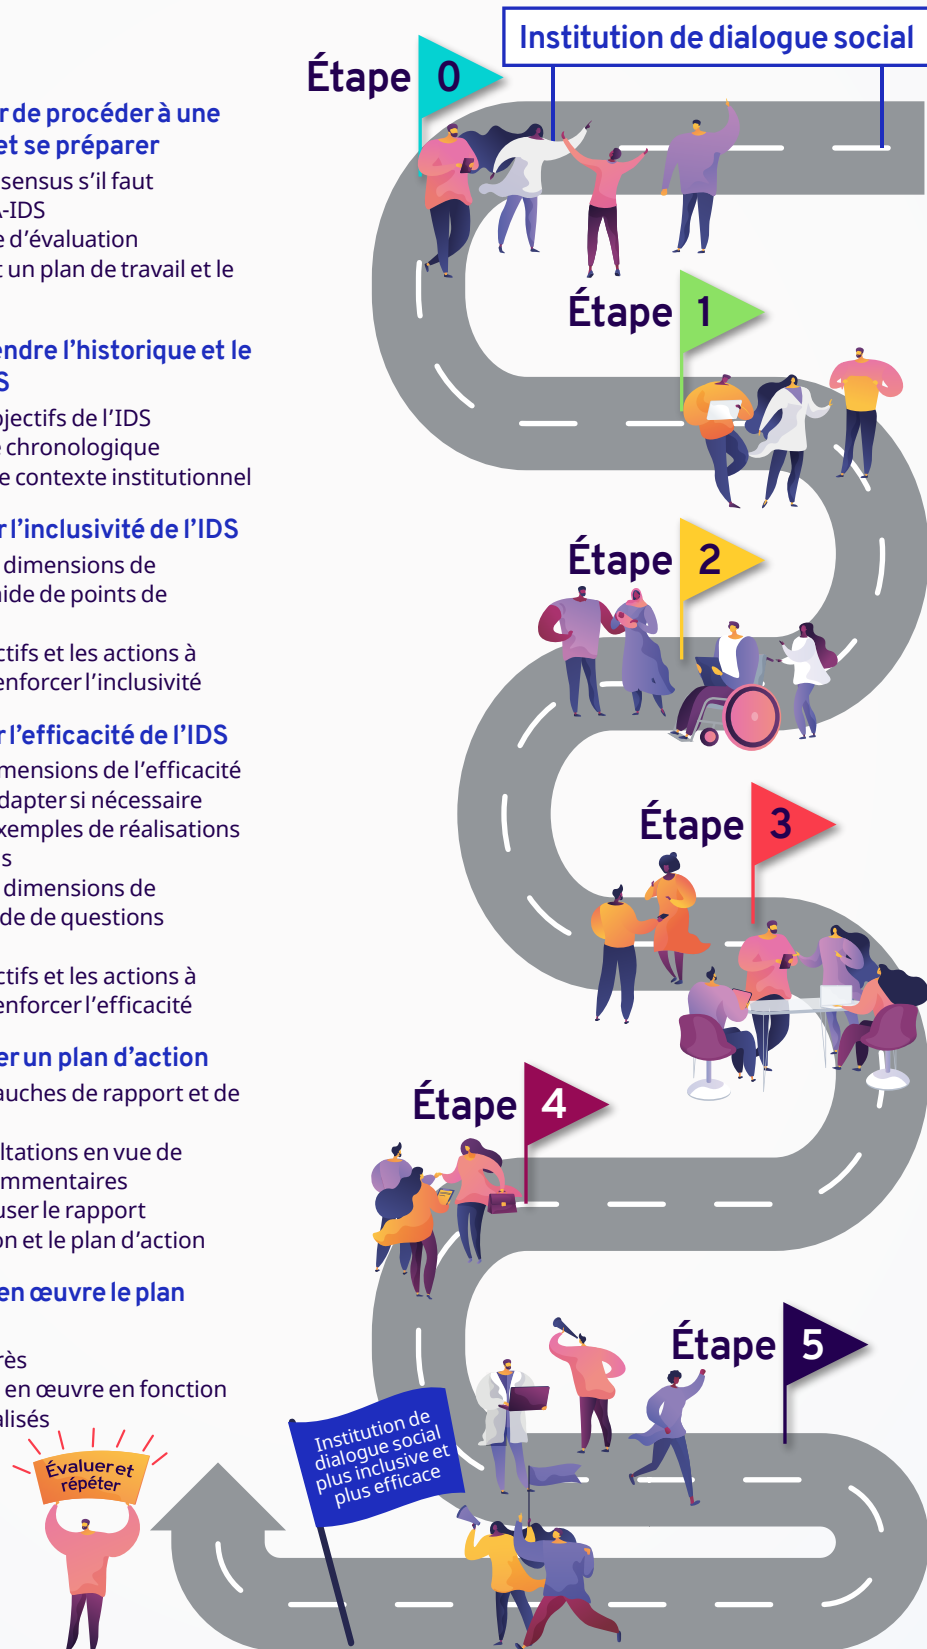 Institution de dialogue social
Étape 0
r de procéder à une
et se préparer
sensus s'il faut
A-IDS
e d'évaluation
t un plan de travail et le
Étape 1
endre l'historique et le
S
bjectifs de l'IDS
e chronologique
e contexte institutionnel
Étape 2
r l'inclusivité de l'IDS
dimensions de
aide de points de
ctifs et les actions à
enforcer l'inclusivité
Étape 3
r l'efficacité de l'IDS
mensions de l'efficacité
dapter si nécessaire
xemples de réalisations
s
dimensions de
de de questions
ctifs et les actions à
enforcer l'efficacité
Étape 4
er un plan d'action
auches de rapport et de
ltations en vue de
mmentaires
user le rapport
on et le plan d'action
Étape 5
en œuvre le plan
rès
en œuvre en fonction
alisés
Institution de
dialogue social
plus inclusive et
plus efficace
Évaluer et
répéter